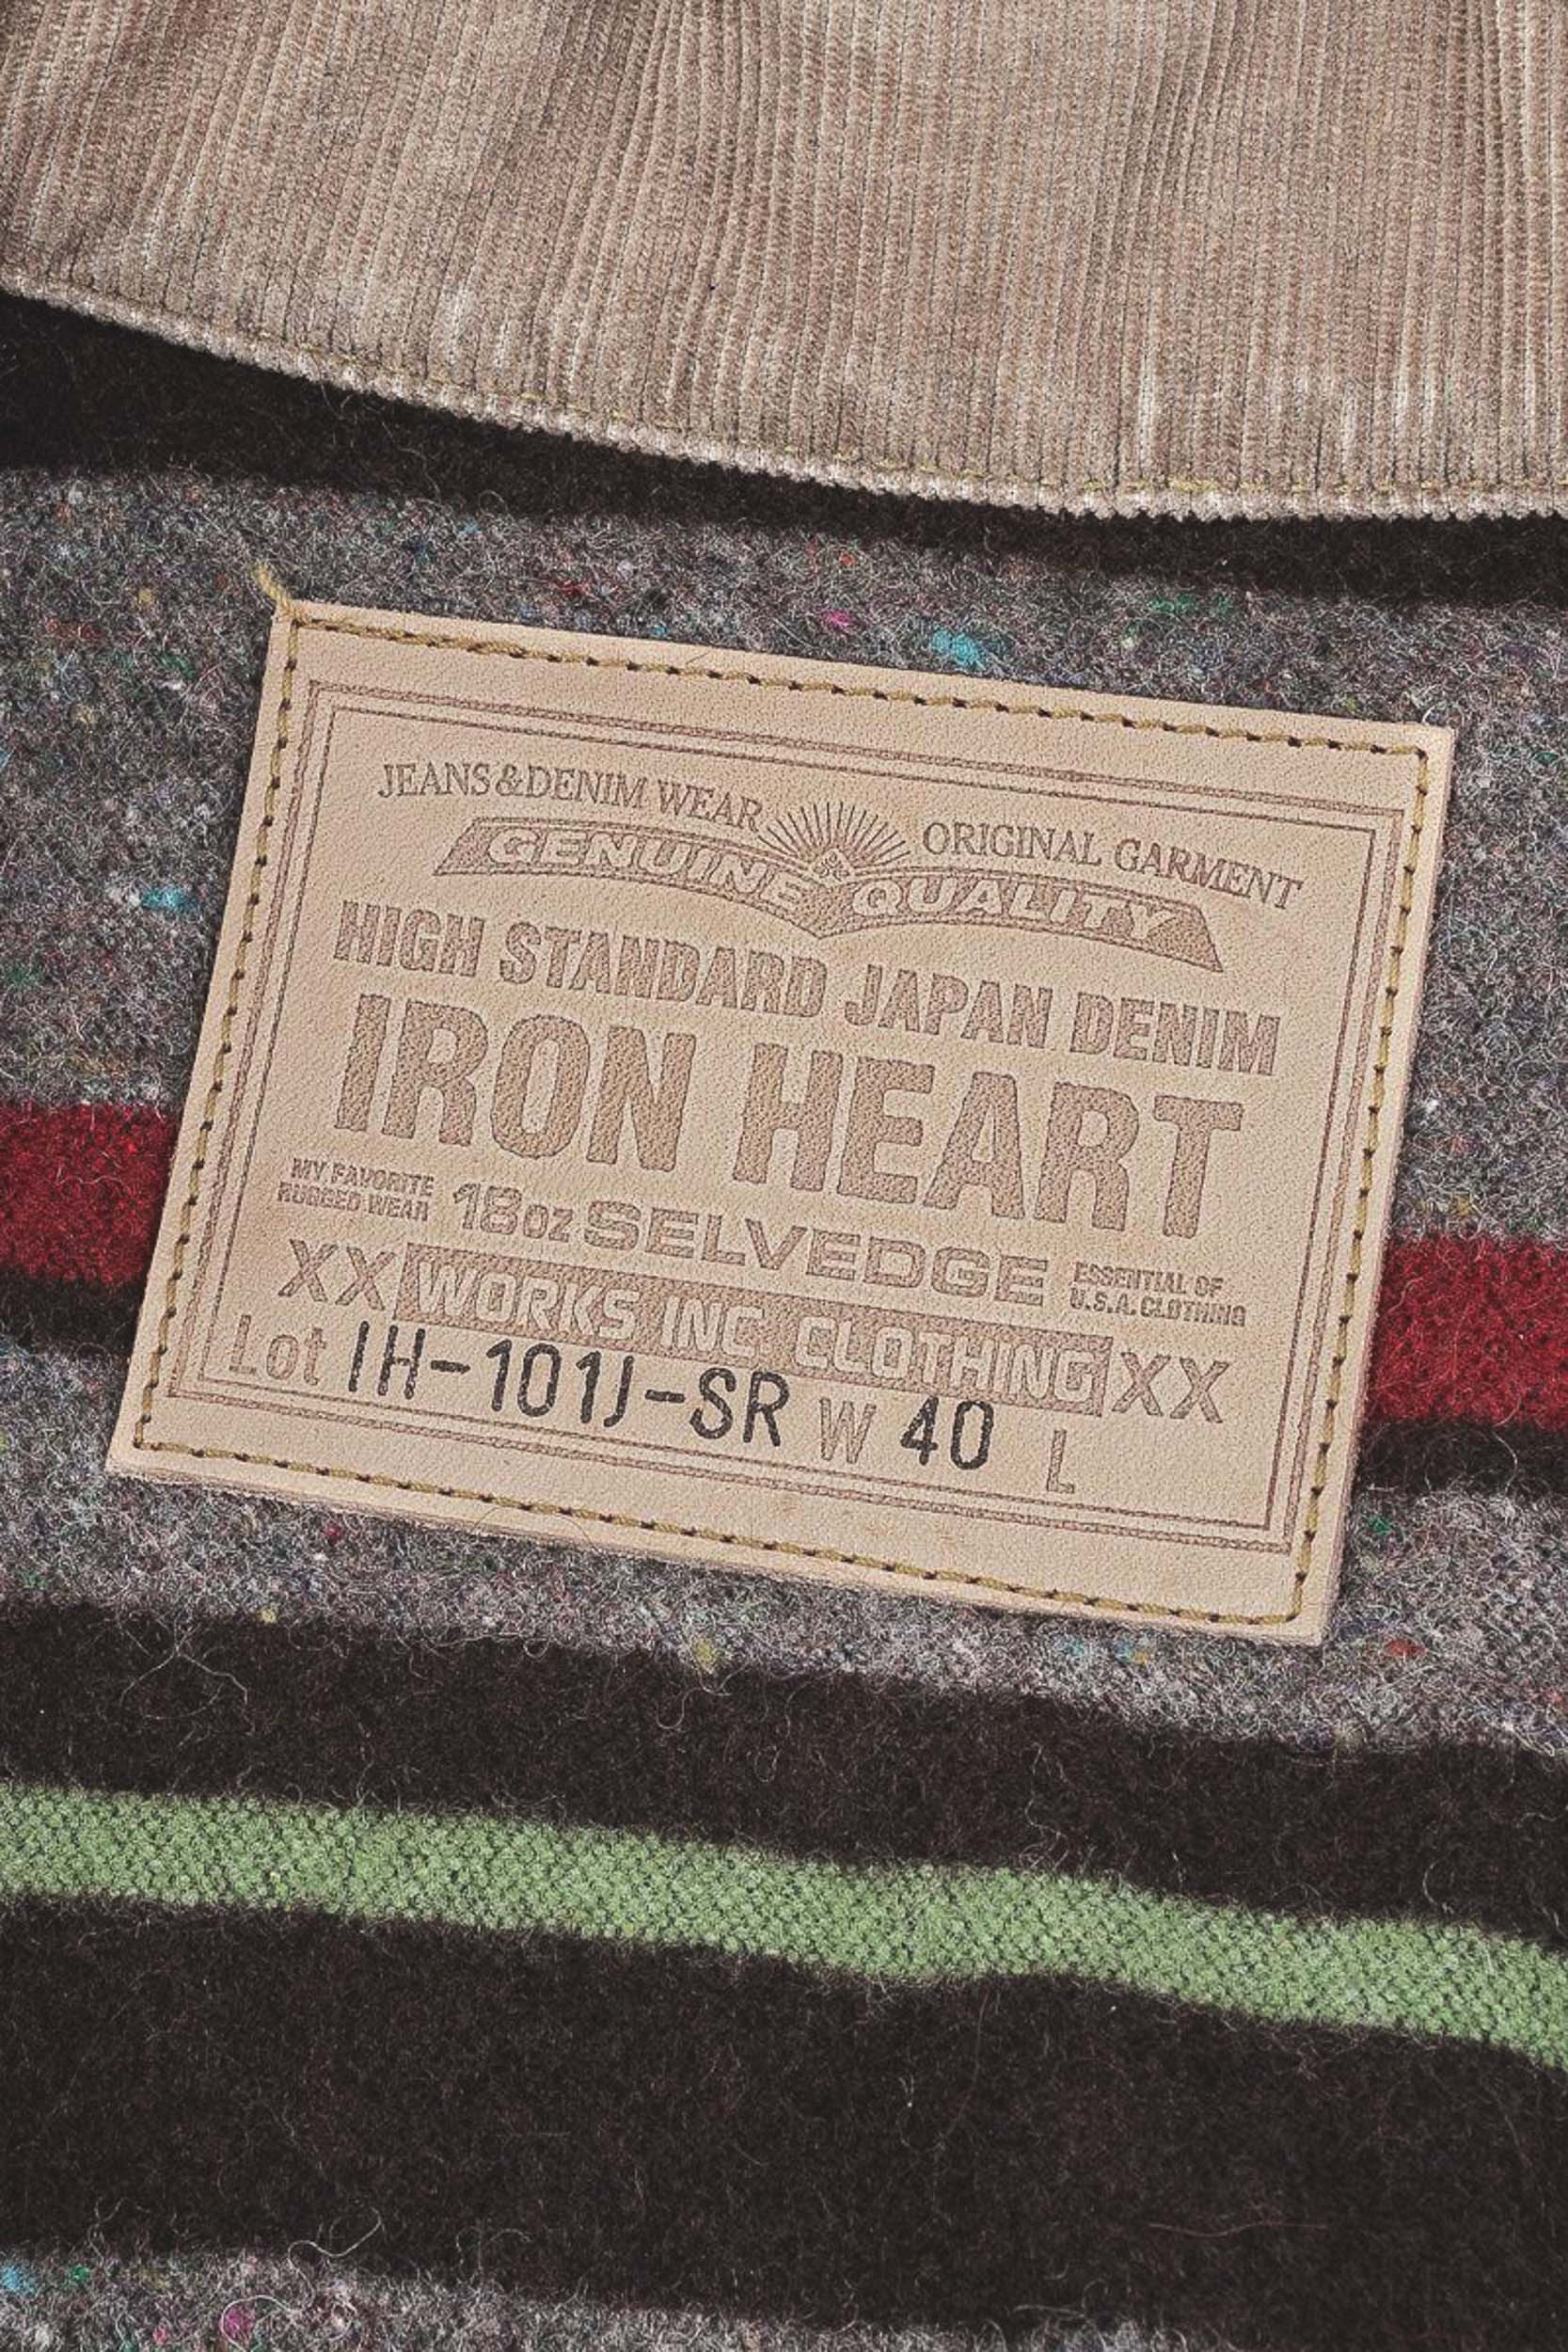 JEANS&DENIM WEAR ORIGINAL GARMENT
GENUINE QUALITY
HIGH STANDARD JAPAN DENIM
IRON HEART
MY FAVORITE
RUGGED WEAR
18oz SELVEDGE
ESSENTIAL OF
U.S.A. CLOTHING
XX WORKS INC. CLOTHING XX
Lot IH-101J-SR W 40 L